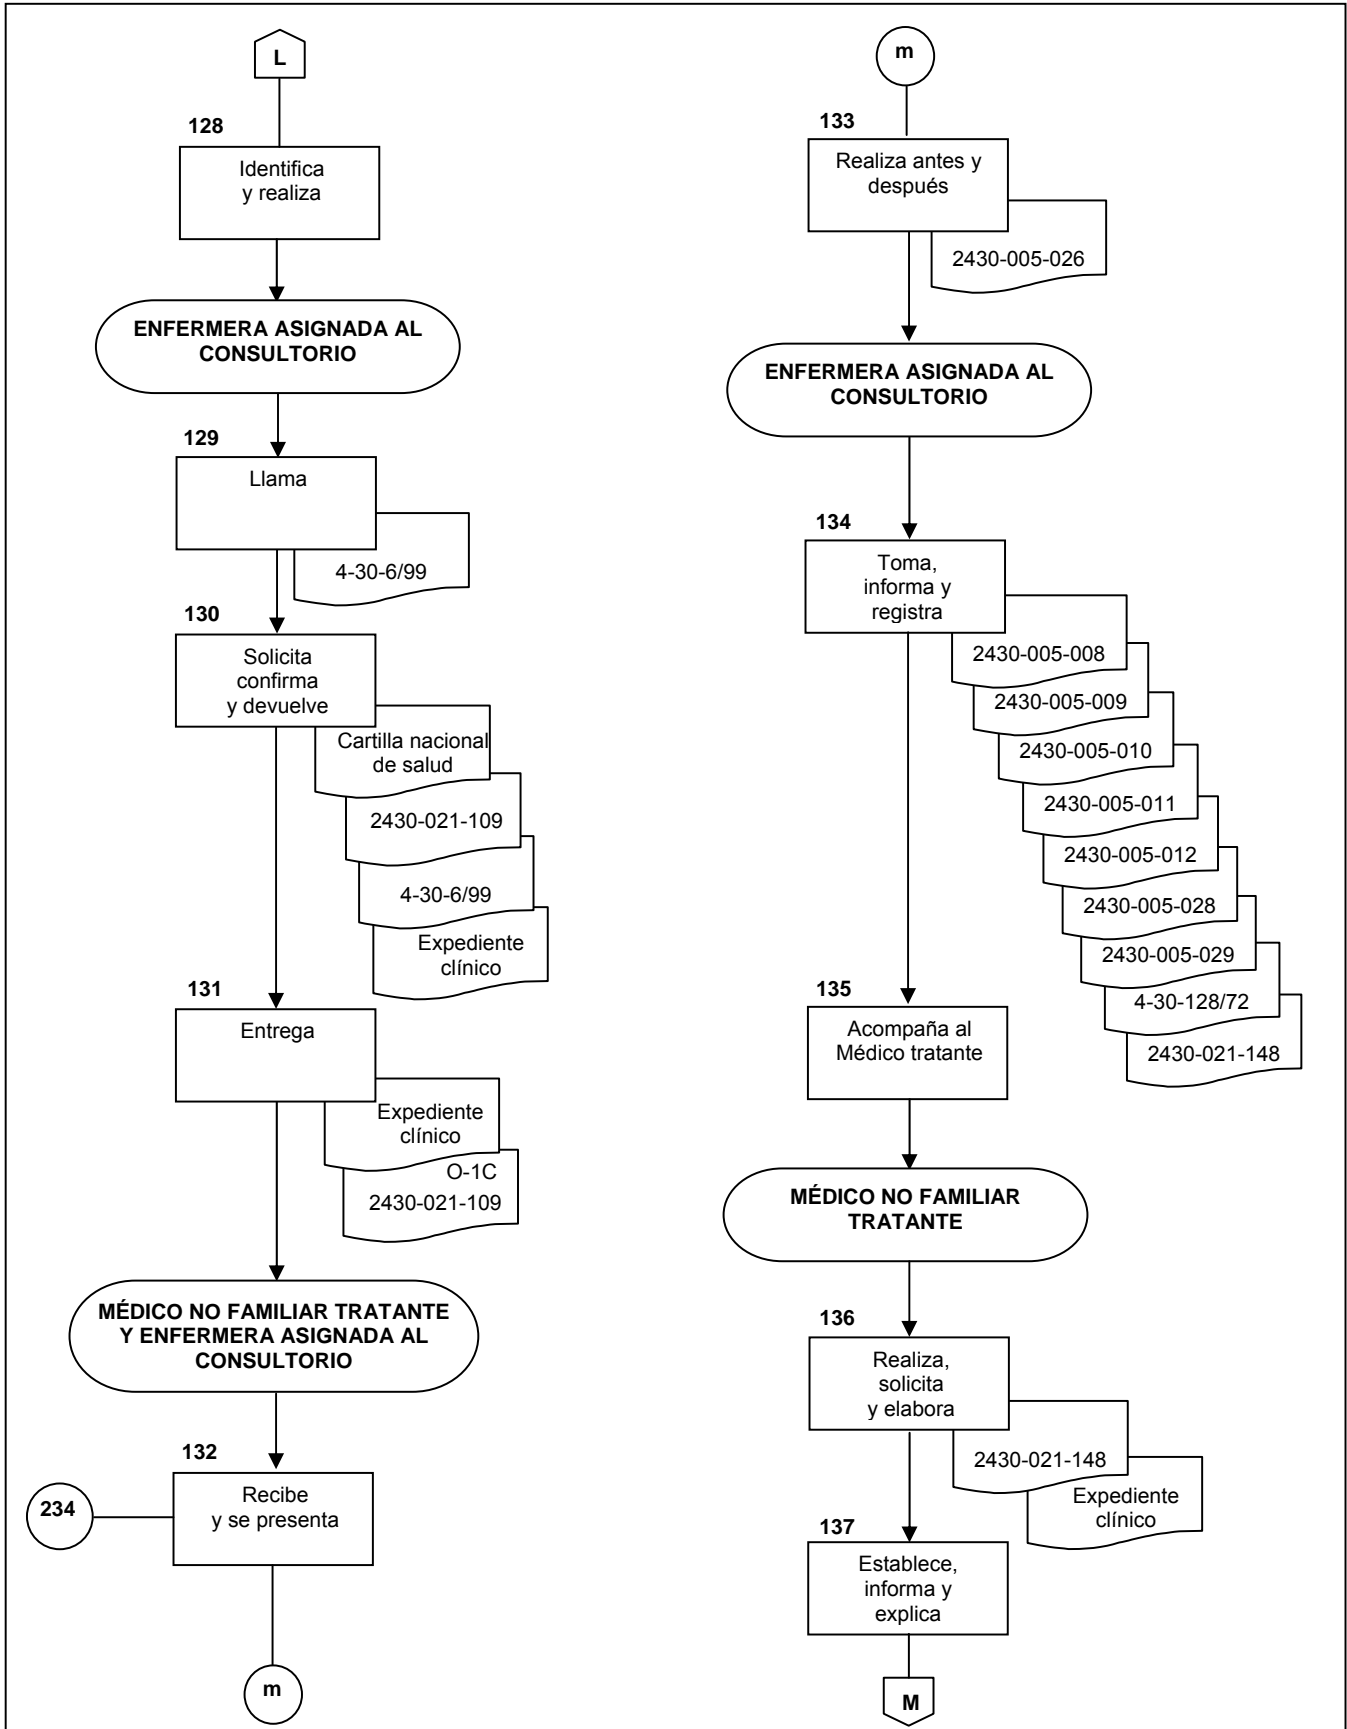 L
128
Identifica
y realiza
ENFERMERA ASIGNADA AL
CONSULTORIO
129
Llama
4-30-6/99
130
Solicita
confirma
y devuelve
Cartilla nacional
de salud
2430-021-109
4-30-6/99
Expediente
clínico
131
Entrega
Expediente
clínico
O-1C
2430-021-109
MÉDICO NO FAMILIAR TRATANTE
Y ENFERMERA ASIGNADA AL
CONSULTORIO
132
234
Recibe
y se presenta
m
m
133
Realiza antes y
después
2430-005-026
ENFERMERA ASIGNADA AL
CONSULTORIO
134
Toma,
informa y
registra
2430-005-008
2430-005-009
2430-005-010
2430-005-011
2430-005-012
2430-005-028
2430-005-029
4-30-128/72
2430-021-148
135
Acompaña al
Médico tratante
MÉDICO NO FAMILIAR
TRATANTE
136
Realiza,
solicita
y elabora
2430-021-148
Expediente
clínico
137
Establece,
informa y
explica
M